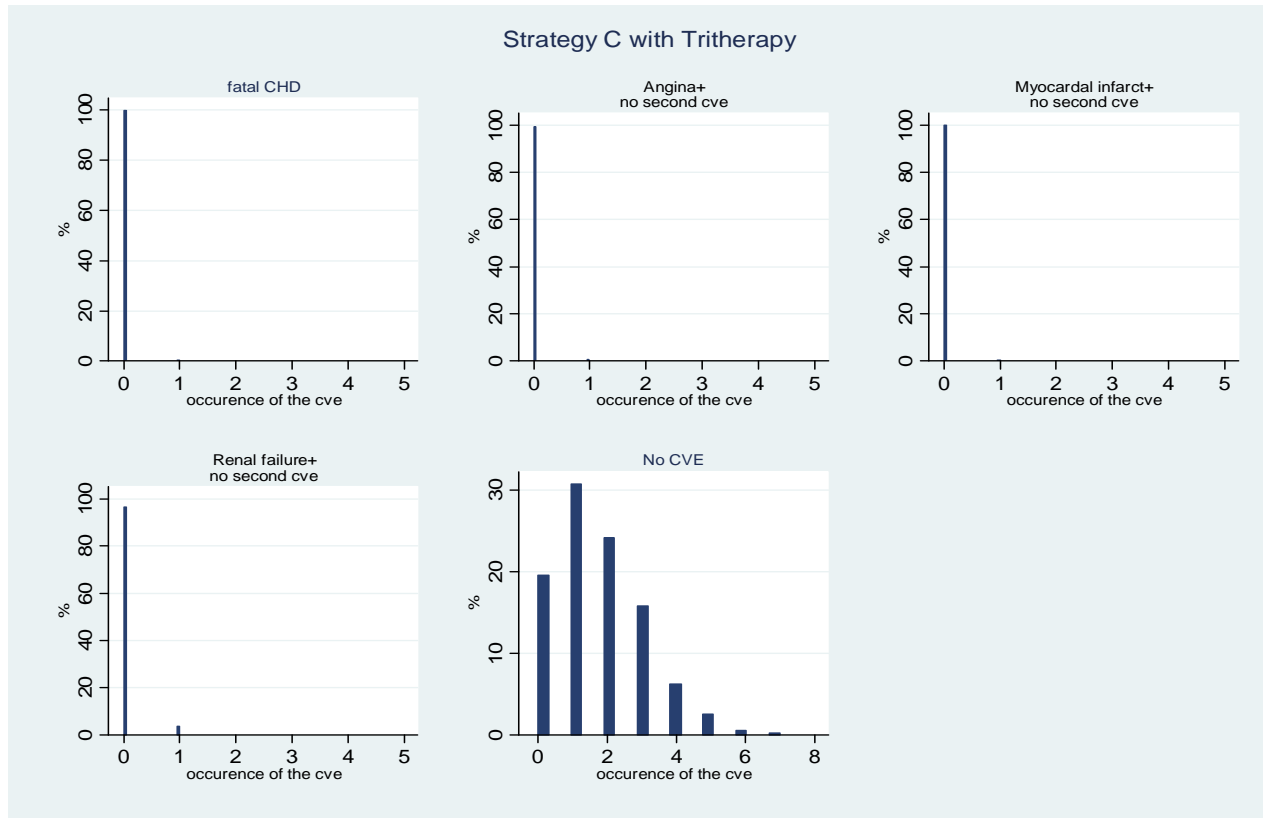 Strategy C with Tritherapy
fatal CHD
%
100
80
60
40
20
0
0 1 2 3 4 5
occurence of the cve
Angina+
no second cve
%
100
80
60
40
20
0
0 1 2 3 4 5
occurence of the cve
Myocardal infarct+
no second cve
%
100
80
60
40
20
0
0 1 2 3 4 5
occurence of the cve
Renal failure+
no second cve
%
100
80
60
40
20
0
0 1 2 3 4 5
occurence of the cve
No CVE
%
30
20
10
0
0 2 4 6 8
occurence of the cve